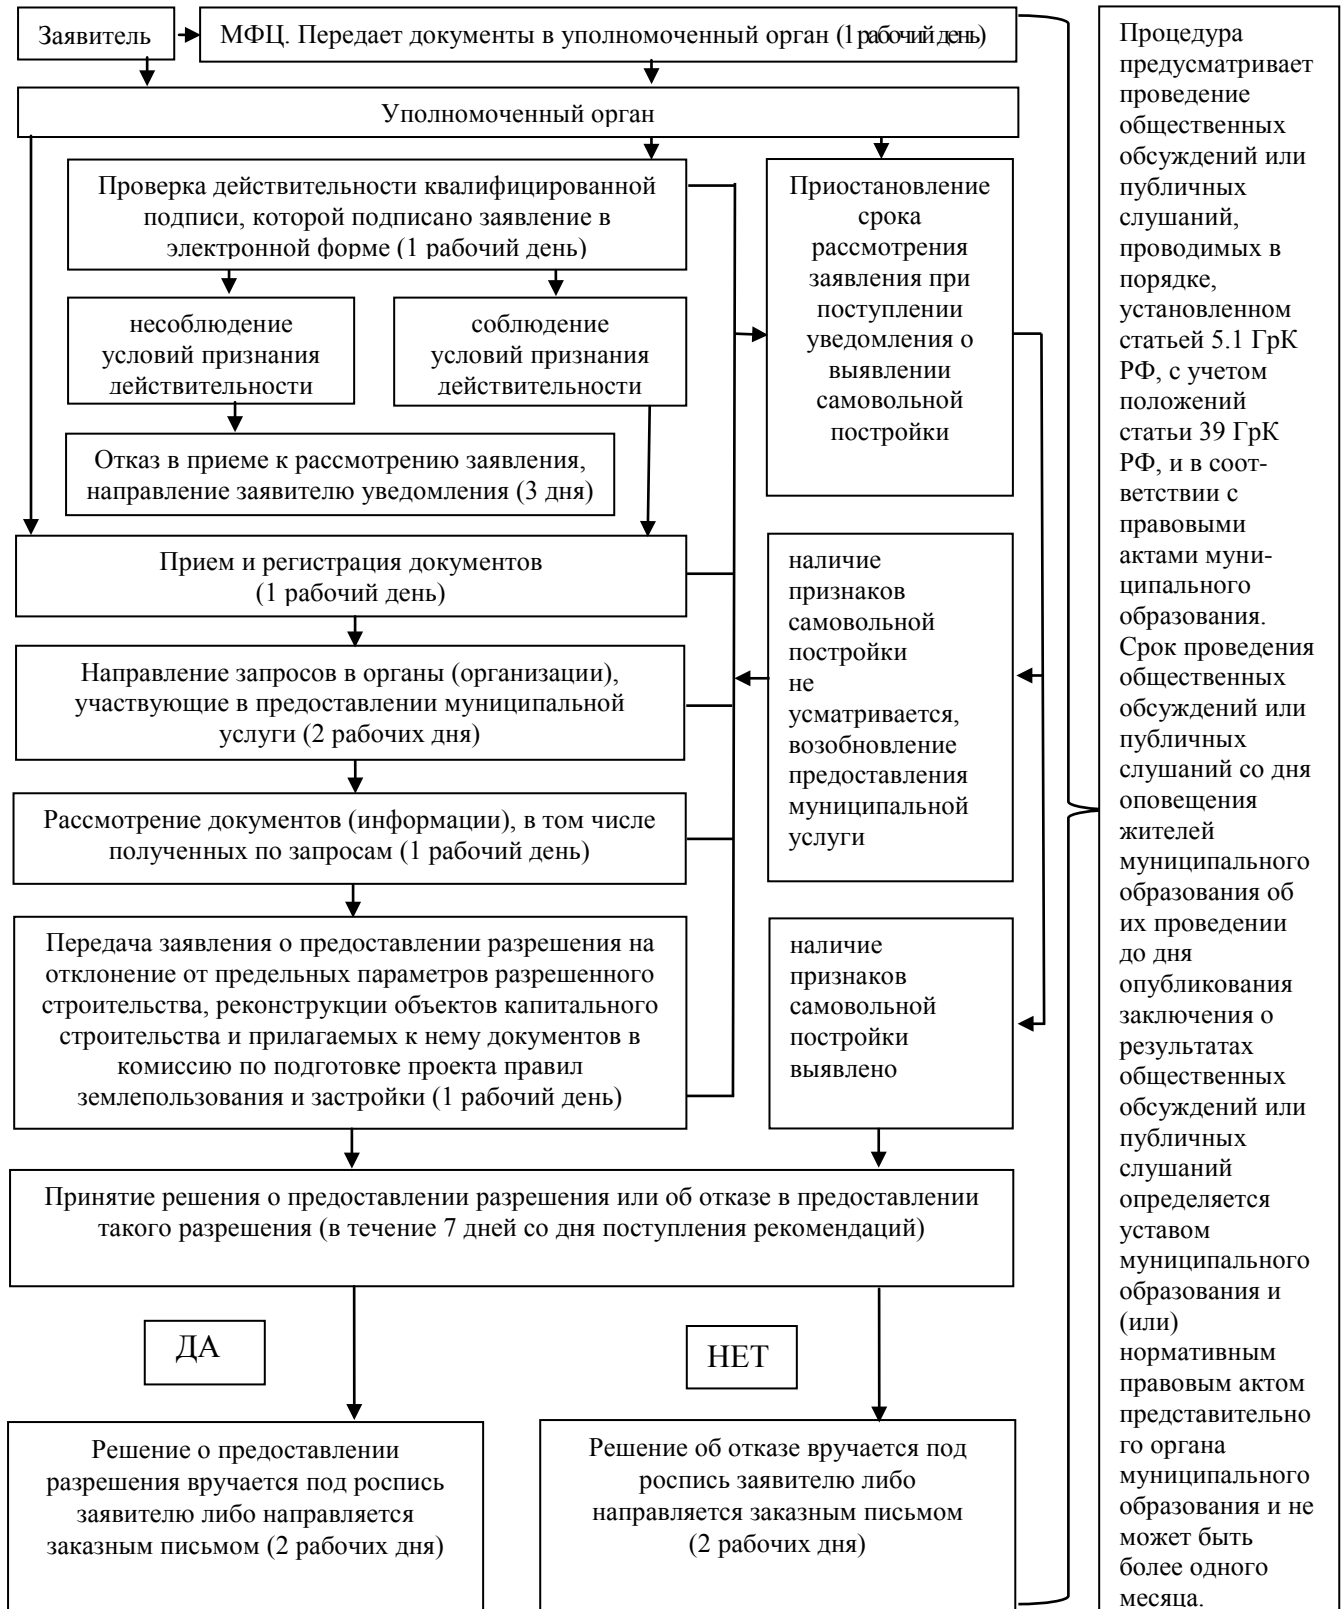 Заявитель
МФЦ. Передает документы в уполномоченный орган (1рабочий день)
Уполномоченный орган
Проверка действительности квалифицированной
подписи, которой подписано заявление в
электронной форме (1 рабочий день)
Приостановление
срока
рассмотрения
заявления при
поступлении
уведомления о
выявлении
самовольной
постройки
несоблюдение
условий признания
действительности
соблюдение
условий признания
действительности
Отказ в приеме к рассмотрению заявления,
направление заявителю уведомления (3 дня)
Прием и регистрация документов
(1 рабочий день)
наличие
признаков
самовольной
постройки
не
усматривается,
возобновление
предоставления
муниципальной
услуги
Направление запросов в органы (организации),
участвующие в предоставлении муниципальной
услуги (2 рабочих дня)
Рассмотрение документов (информации), в том числе
полученных по запросам (1 рабочий день)
Передача заявления о предоставлении разрешения на
отклонение от предельных параметров разрешенного
строительства, реконструкции объектов капитального
строительства и прилагаемых к нему документов в
комиссию по подготовке проекта правил
землепользования и застройки (1 рабочий день)
наличие
признаков
самовольной
постройки
выявлено
Принятие решения о предоставлении разрешения или об отказе в предоставлении
такого разрешения (в течение 7 дней со дня поступления рекомендаций)
ДА
НЕТ
Решение о предоставлении
разрешения вручается под роспись
заявителю либо направляется
заказным письмом (2 рабочих дня)
Решение об отказе вручается под
роспись заявителю либо
направляется заказным письмом
(2 рабочих дня)
Процедура
предусматривает
проведение
общественных
обсуждений или
публичных
слушаний,
проводимых в
порядке,
установленном
статьей 5.1 ГрК
РФ, с учетом
положений
статьи 39 ГрК
РФ, и в соот-
ветствии с
правовыми
актами муни-
ципального
образования.
Срок проведения
общественных
обсуждений или
публичных
слушаний со дня
оповещения
жителей
муниципального
образования об
их проведении
до дня
опубликования
заключения о
результатах
общественных
обсуждений или
публичных
слушаний
определяется
уставом
муниципального
образования и
(или)
нормативным
правовым актом
представительно
го органа
муниципального
образования и не
может быть
более одного
месяца.